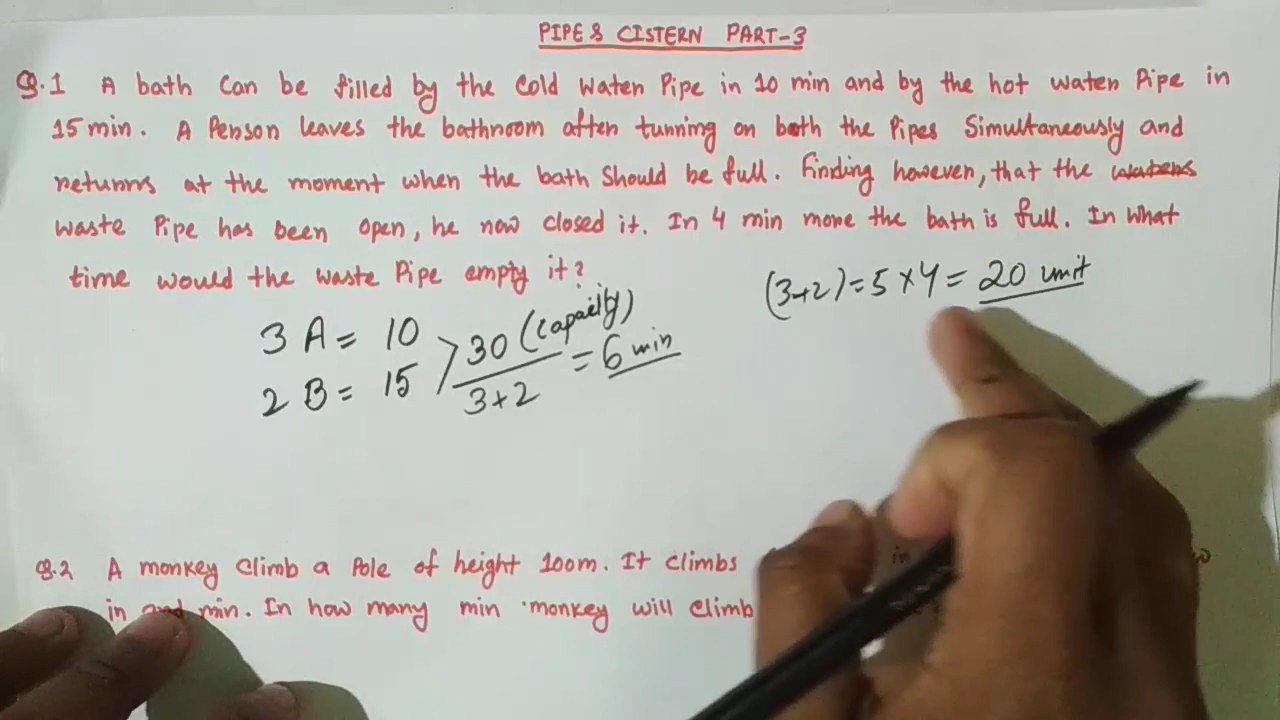 PIPE & CISTERN PART-3
Q.1 A bath Can be filled by the Cold Water Pipe in 10 min and by the hot water Pipe in
15 min. A Person leaves the bathroom after tunning on both the Pipes Simultaneously and
returns at the moment when the bath Should be full. Finding however, that the waters
waste Pipe has been open, he now closed it. In 4 min more the bath is full. In What
time would the waste Pipe empty it?
(3+2) = 5 × 4 = 20 unit
3 A = 10
2 B = 15
30 (Capacity)
3+2
= 6 min
Q.2 A monkey Climb a Pole of height 100m. It Climbs in
in min. In how many min monkey will Climb